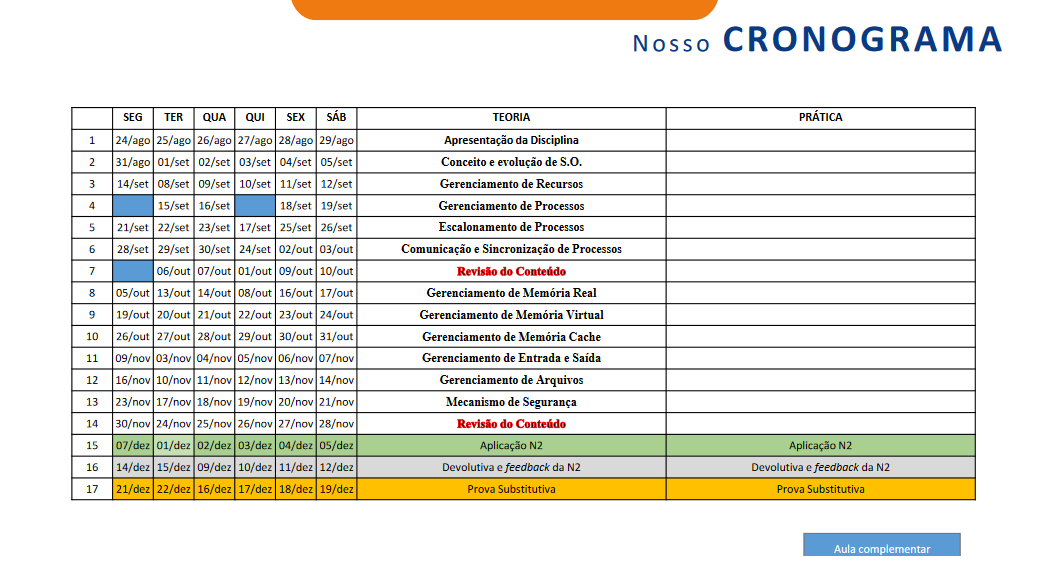 Nosso CRONOGRAMA
SEG TER QUA QUI SEX SÁB TEORIA PRÁTICA
1 24/ago 25/ago 26/ago 27/ago 28/ago 29/ago Apresentação da Disciplina
2 31/ago 01/set 02/set 03/set 04/set 05/set Conceito e evolução de S.O.
3 14/set 08/set 09/set 10/set 11/set 12/set Gerenciamento de Recursos
4 15/set 16/set 18/set 19/set Gerenciamento de Processos
5 21/set 22/set 23/set 17/set 25/set 26/set Escalonamento de Processos
6 28/set 29/set 30/set 24/set 02/out 03/out Comunicação e Sincronização de Processos
7 06/out 07/out 01/out 09/out 10/out Revisão do Conteúdo
8 05/out 13/out 14/out 08/out 16/out 17/out Gerenciamento de Memória Real
9 19/out 20/out 21/out 22/out 23/out 24/out Gerenciamento de Memória Virtual
10 26/out 27/out 28/out 29/out 30/out 31/out Gerenciamento de Memória Cache
11 09/nov 03/nov 04/nov 05/nov 06/nov 07/nov Gerenciamento de Entrada e Saída
12 16/nov 10/nov 11/nov 12/nov 13/nov 14/nov Gerenciamento de Arquivos
13 23/nov 17/nov 18/nov 19/nov 20/nov 21/nov Mecanismo de Segurança
14 30/nov 24/nov 25/nov 26/nov 27/nov 28/nov Revisão do Conteúdo
15 07/dez 01/dez 02/dez 03/dez 04/dez 05/dez Aplicação N2 Aplicação N2
16 14/dez 15/dez 09/dez 10/dez 11/dez 12/dez Devolutiva e feedback da N2 Devolutiva e feedback da N2
17 21/dez 22/dez 16/dez 17/dez 18/dez 19/dez Prova Substitutiva Prova Substitutiva
Aula complementar